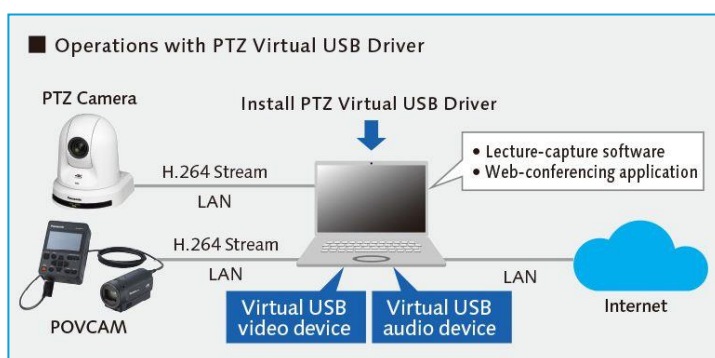 ■ Operations with PTZ Virtual USB Driver
PTZ Camera
Install PTZ Virtual USB Driver
• Lecture-capture software
• Web-conferencing application
H.264 Stream
LAN
Panasonic
H.264 Stream
LAN
LAN
Virtual USB
video device
Virtual USB
audio device
Internet
POVCAM